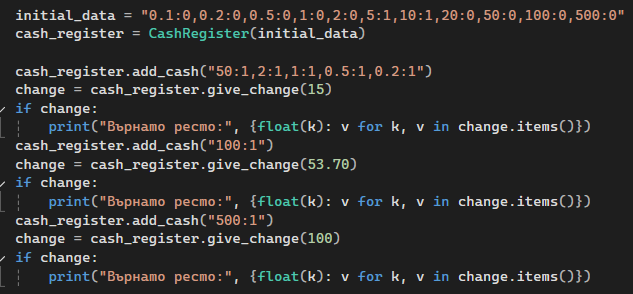 initial_data = "0.1:0,0.2:0,0.5:0,1:0,2:0,5:1,10:1,20:0,50:0,100:0,500:0"
cash_register = CashRegister(initial_data)
cash_register.add_cash("50:1,2:1,1:1,0.5:1,0.2:1")
change = cash_register.give_change(15)
if change:
print("Върнато ресто:", {float(k): v for k, v in change.items()})
cash_register.add_cash("100:1")
change = cash_register.give_change(53.70)
if change:
print("Върнато ресто:", {float(k): v for k, v in change.items()})
cash_register.add_cash("500:1")
change = cash_register.give_change(100)
if change:
print("Върнато ресто:", {float(k): v for k, v in change.items()})